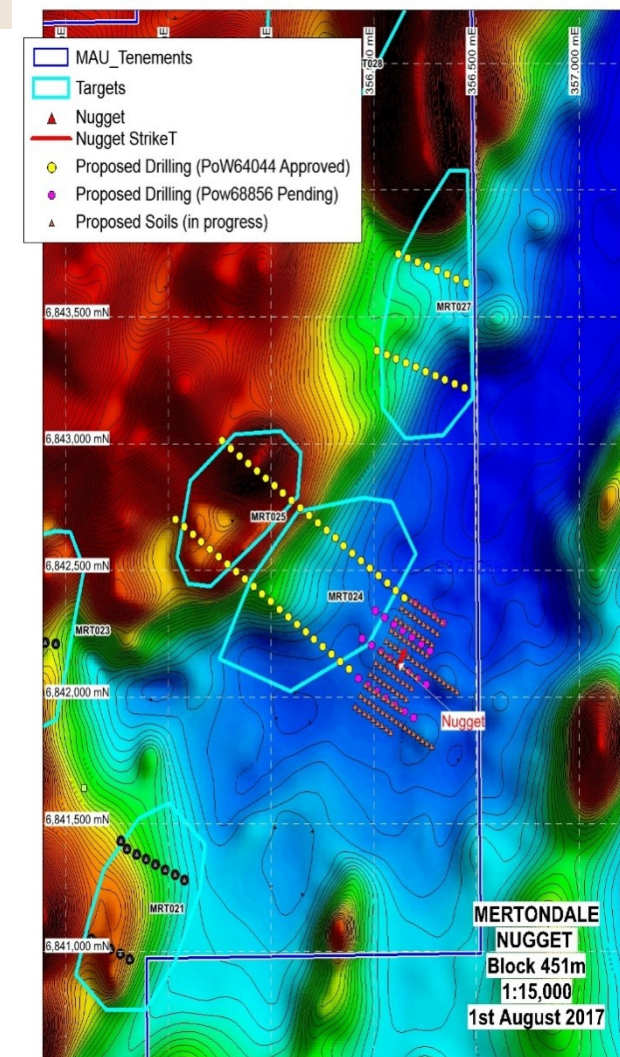 MAU_Tenements
Targets
Nugget
Nugget StrikeT
Proposed Drilling (PoW64044 Approved)
Proposed Drilling (Pow68856 Pending)
Proposed Soils (in progress)
356,500 mE
357,000 mE
MRT027
6,843,500 mN
6,843,000 mN
MRT025
6,842,500 mN
MRT024
MRT023
6,842,000 mN
Nugget
6,841,500 mN
MRT021
6,841,000 mN
MERTONDALE
NUGGET
Block 451m
1:15,000
1st August 2017